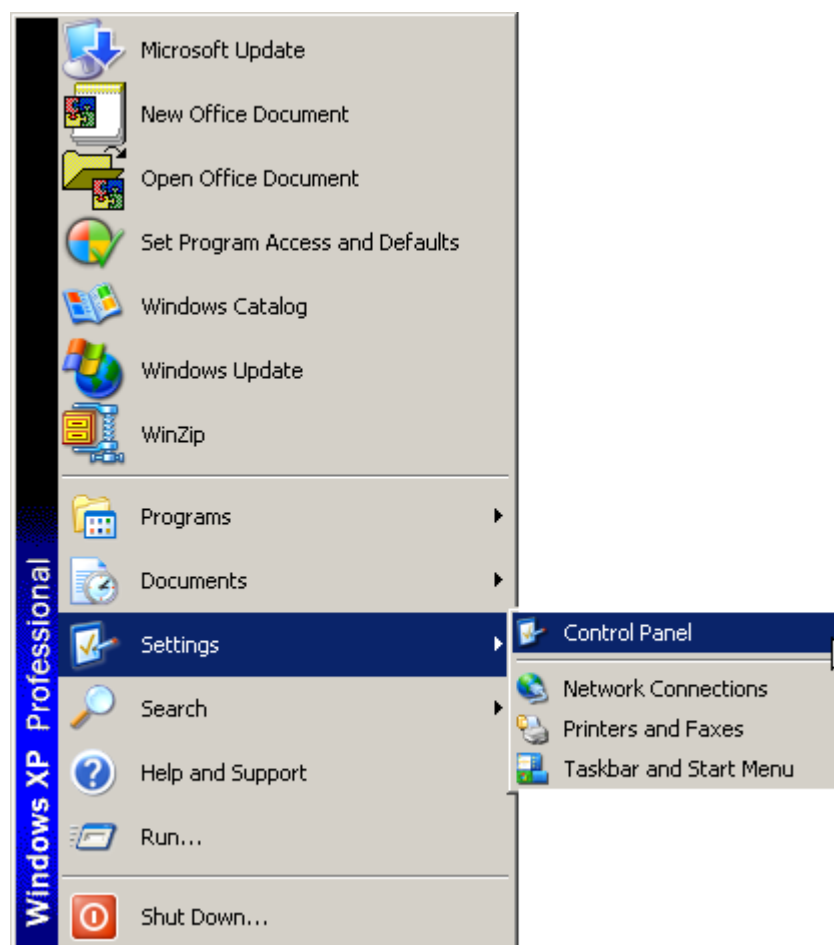 Microsoft Update
New Office Document
Open Office Document
Set Program Access and Defaults
Windows Catalog
Windows Update
WinZip
Programs
Documents
Settings
Search
Help and Support
Run...
Shut Down...
Windows XP Professional
Control Panel
Network Connections
Printers and Faxes
Taskbar and Start Menu